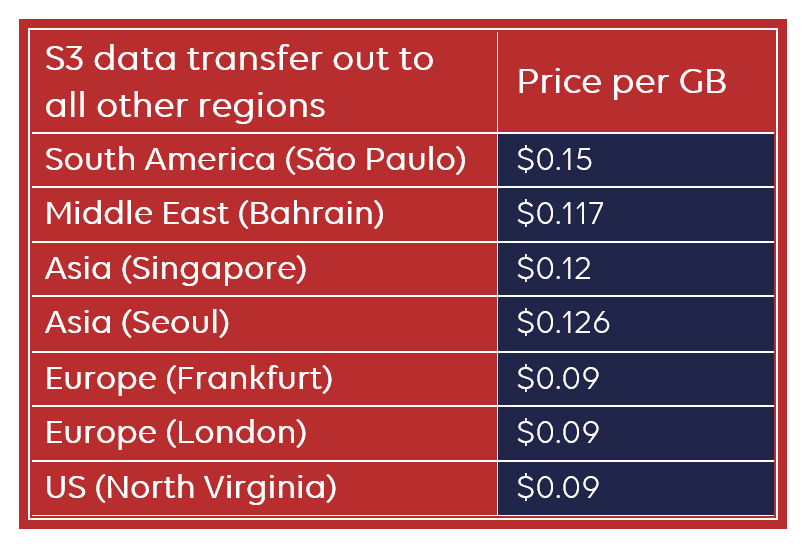 S3 data transfer out to
all other regions
Price per GB
South America (São Paulo) $0.15
Middle East (Bahrain) $0.117
Asia (Singapore) $0.12
Asia (Seoul) $0.126
Europe (Frankfurt) $0.09
Europe (London) $0.09
US (North Virginia) $0.09